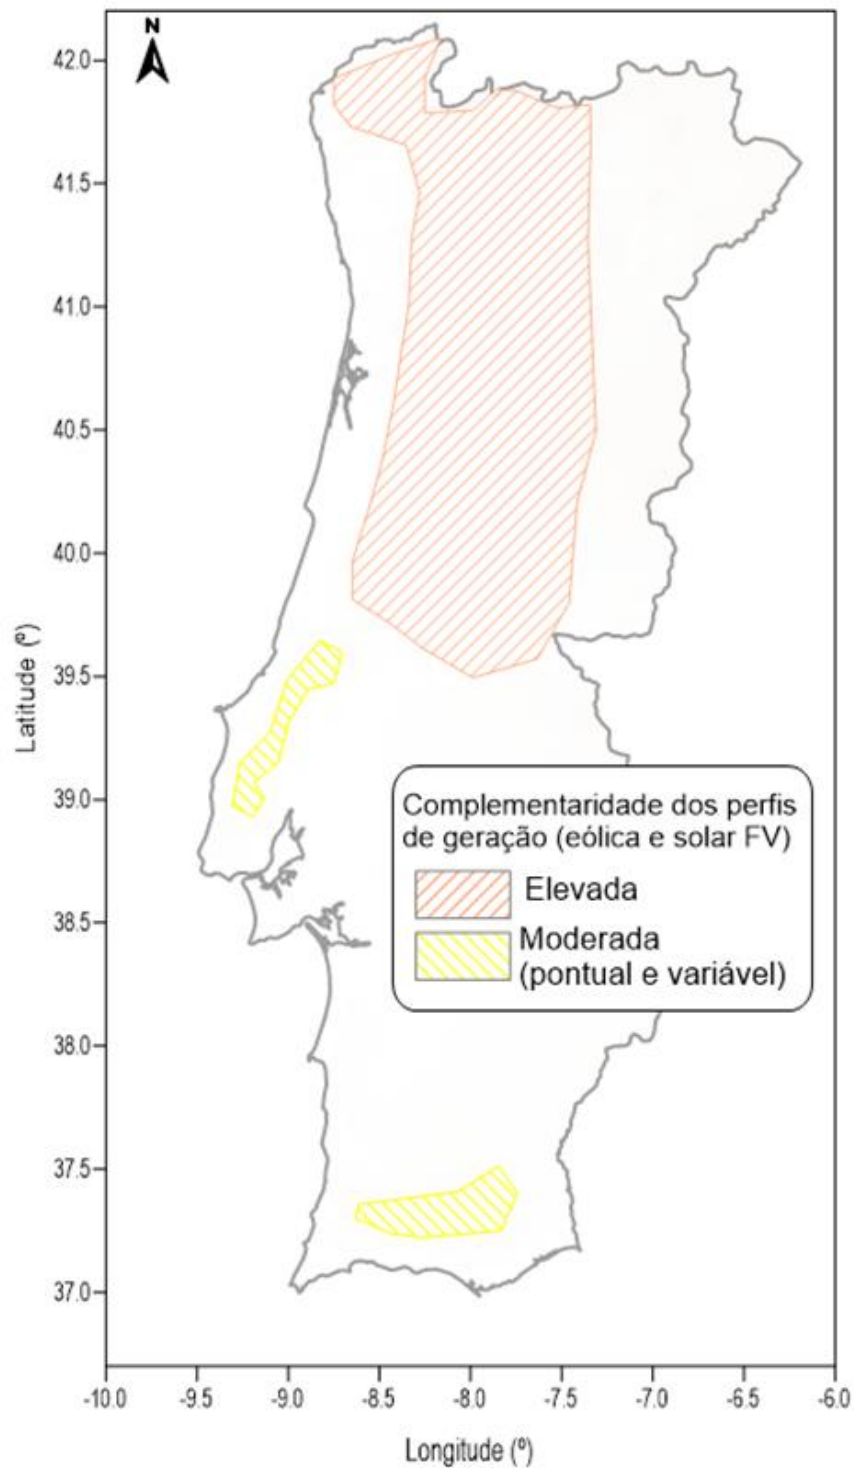 N
42.0
41.5
41.0
40.5
40.0
39.5
39.0
38.5
38.0
37.5
37.0
Latitude (º)
Complementaridade dos perfis
de geração (eólica e solar FV)
Elevada
Moderada
(pontual e variável)
-10.0 -9.5 -9.0 -8.5 -8.0 -7.5 -7.0 -6.5 -6.0
Longitude (º)